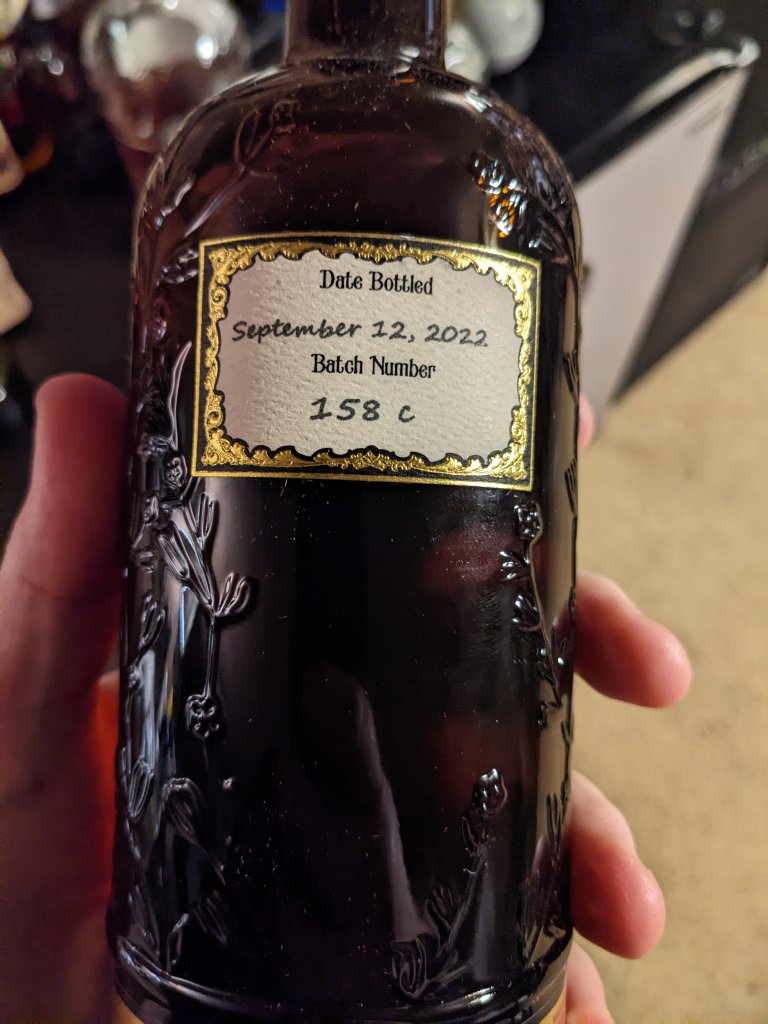 Date Bottled
September 12, 2022
Batch Number
158 c